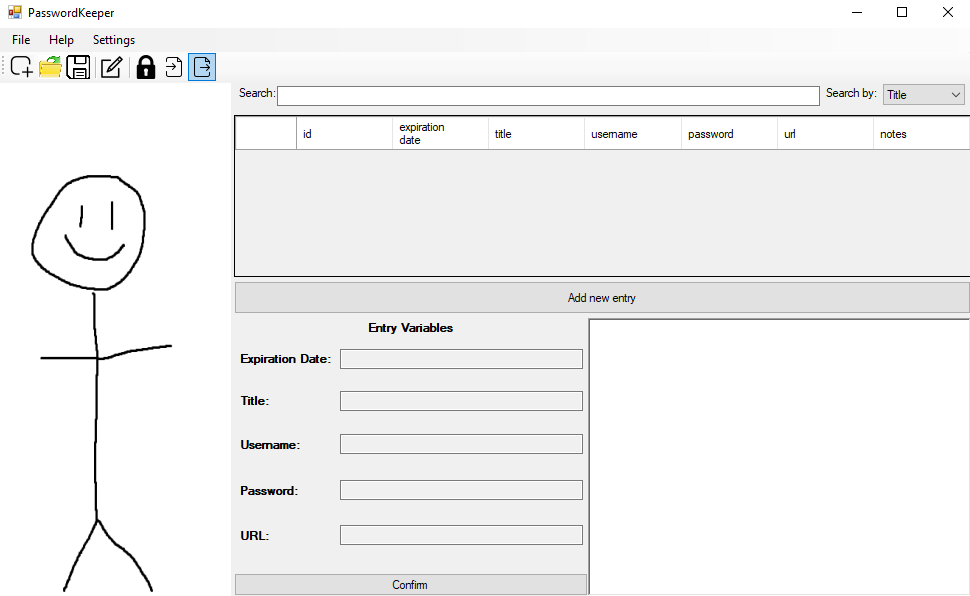 PasswordKeeper
File Help Settings
Search: Search by: Title
id expiration date title username password url notes
Add new entry
Entry Variables
Expiration Date:
Title:
Username:
Password:
URL:
Confirm